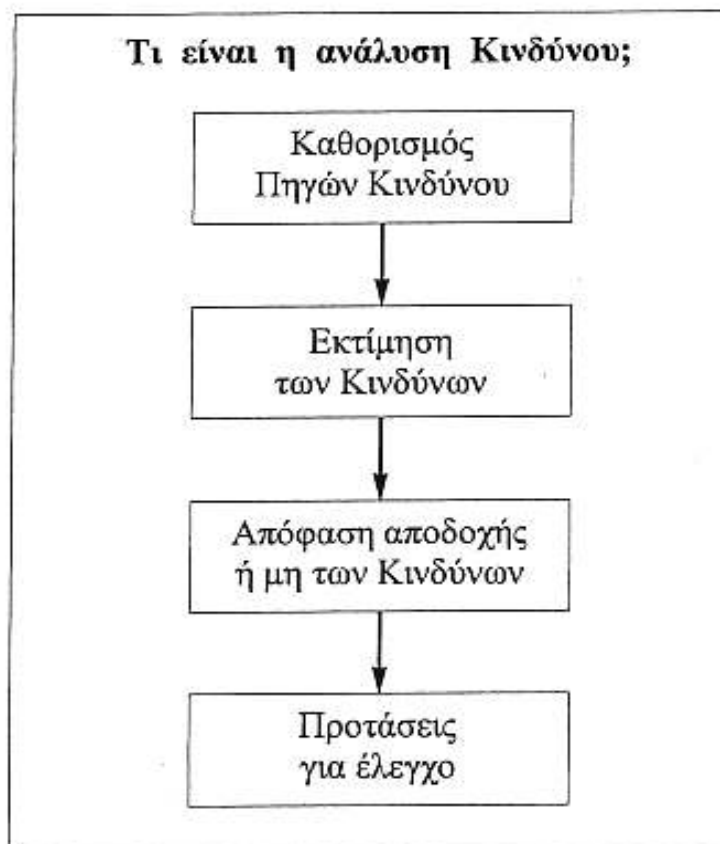 Τι είναι η ανάλυση Κινδύνου;
Καθορισμός
Πηγών Κινδύνου
Εκτίμηση
των Κινδύνων
Απόφαση αποδοχής
ή μη των Κινδύνων
Προτάσεις
για έλεγχο